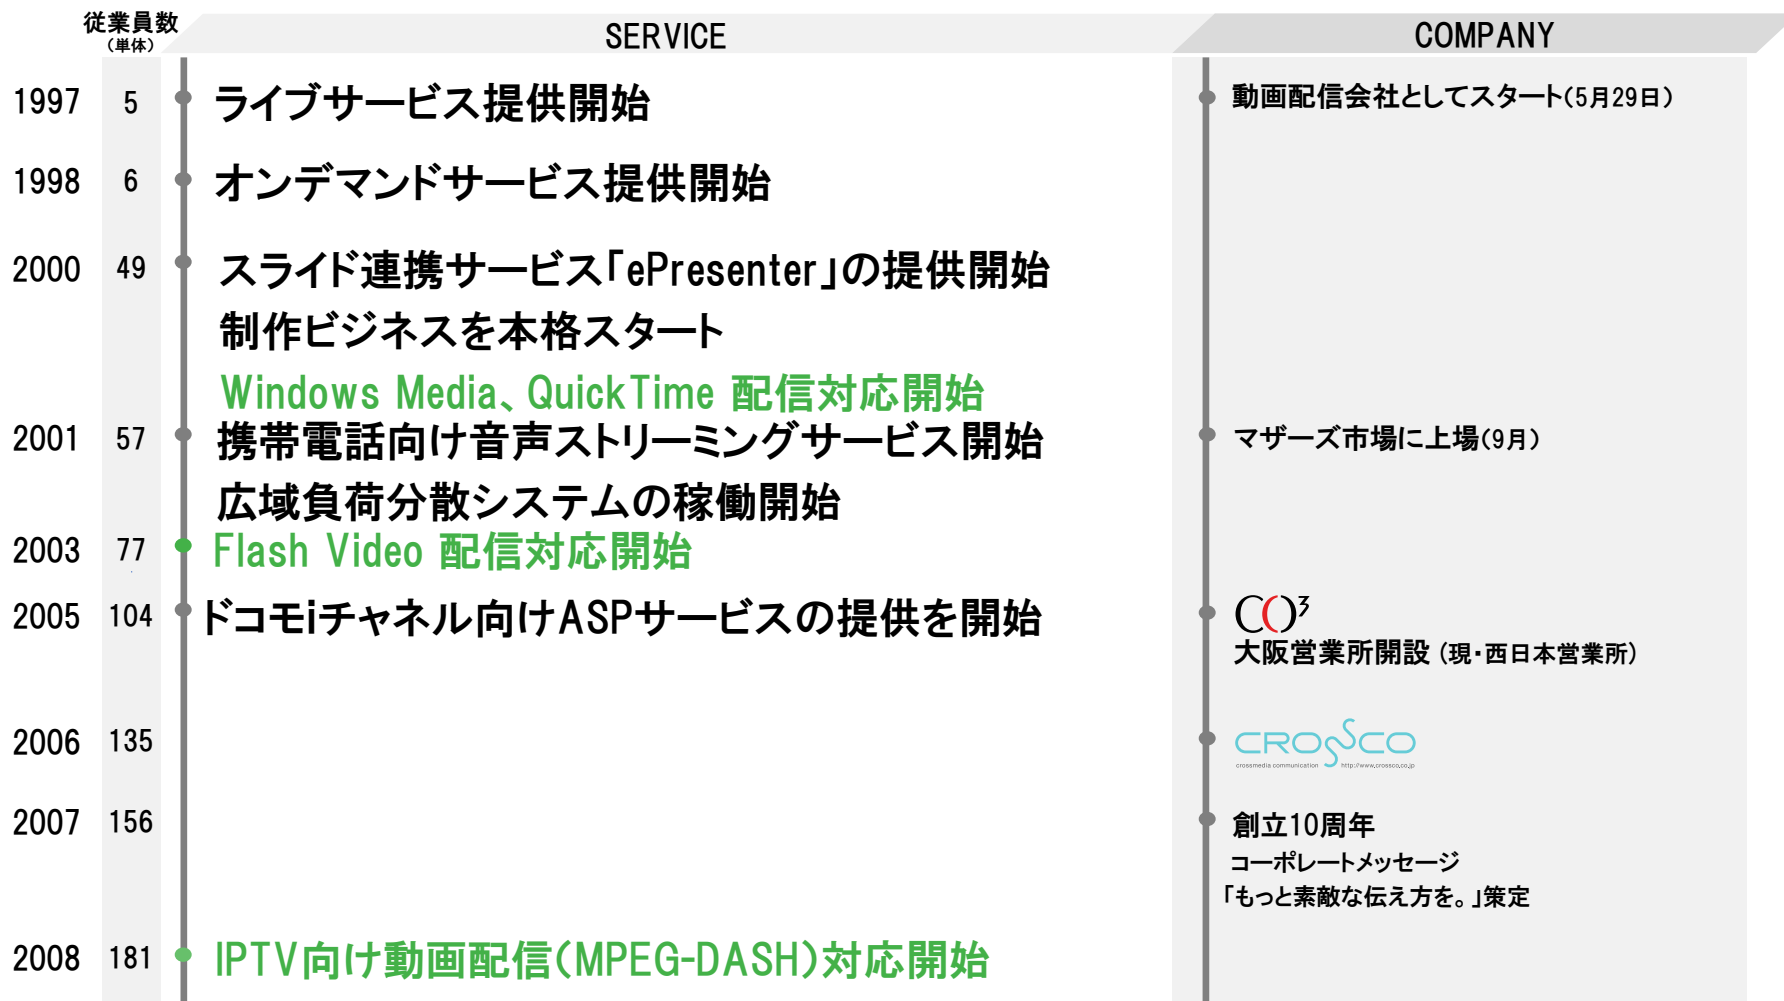 従業員数
（単体）
SERVICE
COMPANY
1997 5 ライブサービス提供開始 動画配信会社としてスタート（5月29日）
1998 6 オンデマンドサービス提供開始
2000 49 スライド連携サービス「ePresenter」の提供開始
制作ビジネスを本格スタート
Windows Media、QuickTime 配信対応開始
2001 57 携帯電話向け音声ストリーミングサービス開始 マザーズ市場に上場（9月）
広域負荷分散システムの稼働開始
2003 77 Flash Video 配信対応開始
2005 104 ドコモiチャネル向けASPサービスの提供を開始 CO3
大阪営業所開設（現・西日本営業所）
2006 135 CROSSCO
crossmedia communication http://www.crossco.co.jp
2007 156 創立10周年
コーポレートメッセージ
「もっと素敵な伝え方を。」策定
2008 181 IPTV向け動画配信（MPEG-DASH）対応開始